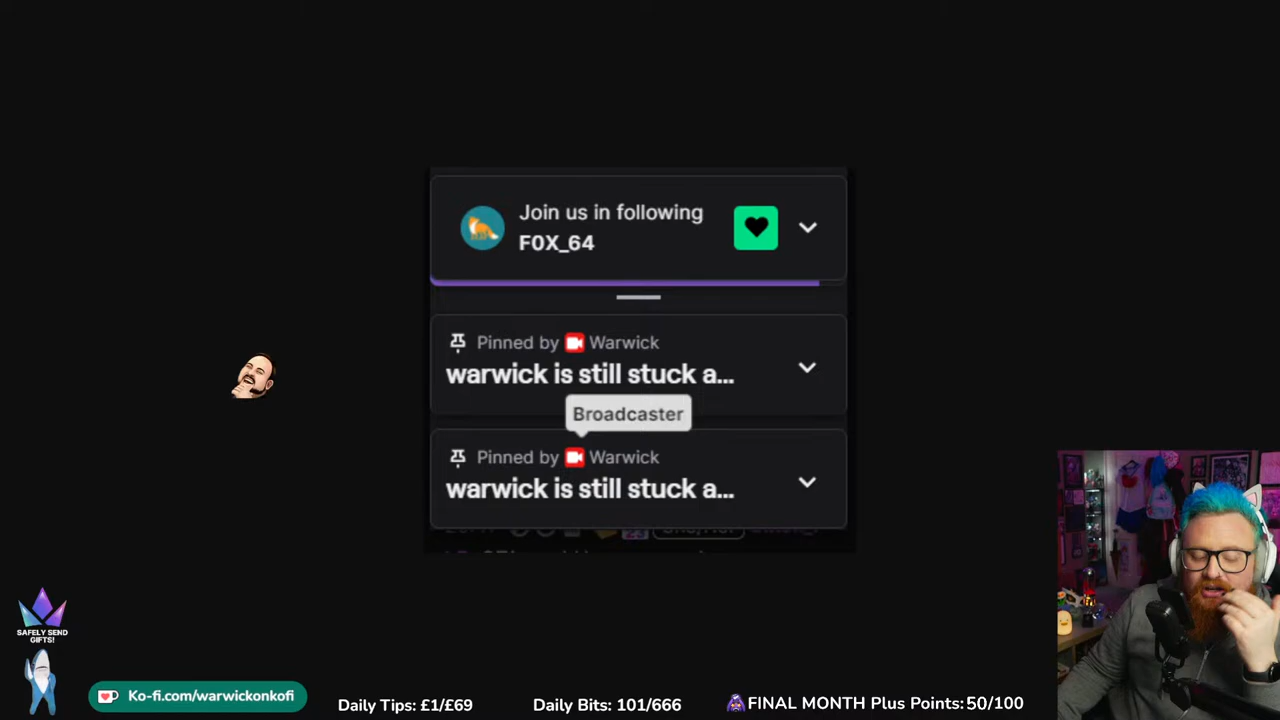 Join us in following
F0X_64
Pinned by Warwick
warwick is still stuck a...
Broadcaster
Pinned by Warwick
warwick is still stuck a...
SAFELY SEND
GIFTS!
Ko-fi.com/warwickonkofi
Daily Tips: £1/£69
Daily Bits: 101/666
FINAL MONTH Plus Points: 50/100